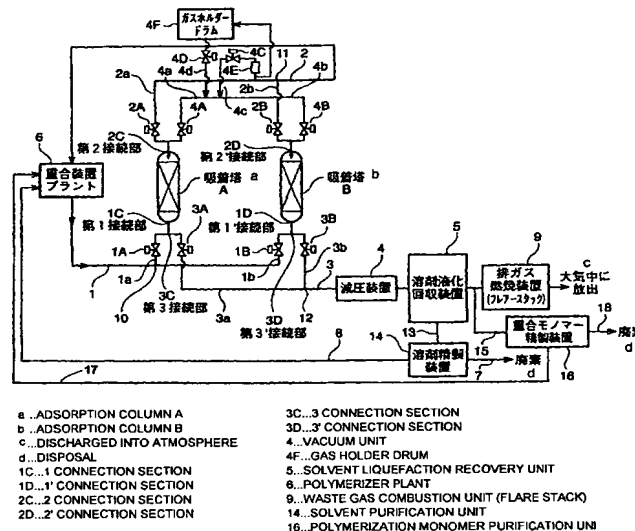 4F
ガスホルダー
ドラム
4C
4D
4d
4E
11
2
4a
4b
2a
4A
4c
2b
2A
2B
4B
6
2C
第2接続部
2D
第2'接続部
重合装置
プラント
吸着塔 a
A
吸着塔 b
B
1C
第1接続部
3A
1D
第1'接続部
3B
5
9
1A
1B
3b
4
c
1a
1b
3
1
10
3C
第3接続部
3a
3D
第3'接続部
12
減圧装置
溶剤液化
回収装置
排ガス
燃焼装置
(フレアースタック)
大気中に
放出
13
重合モノマー
精製装置
18
廃棄
d
8
14
溶剤精製
装置
15
廃棄
d
7
16
17
a ...ADSORPTION COLUMN A
b ...ADSORPTION COLUMN B
c ...DISCHARGED INTO ATMOSPHERE
d ...DISPOSAL
1C...1 CONNECTION SECTION
1D...1' CONNECTION SECTION
2C...2 CONNECTION SECTION
2D...2' CONNECTION SECTION
3C...3 CONNECTION SECTION
3D...3' CONNECTION SECTION
4...VACUUM UNIT
4F...GAS HOLDER DRUM
5...SOLVENT LIQUEFACTION RECOVERY UNIT
6...POLYMERIZER PLANT
9...WASTE GAS COMBUSTION UNIT (FLARE STACK)
14...SOLVENT PURIFICATION UNIT
16...POLYMERIZATION MONOMER PURIFICATION UNI